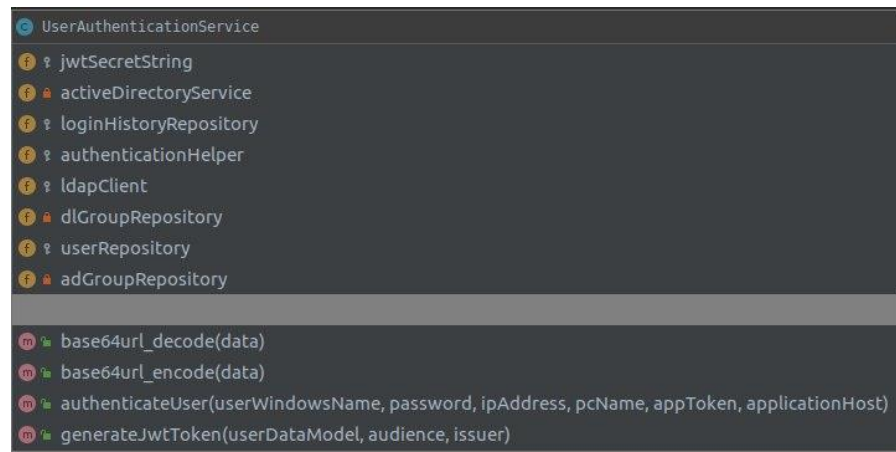 UserAuthenticationService
jwtSecretString
activeDirectoryService
loginHistoryRepository
authenticationHelper
ldapClient
dlGroupRepository
userRepository
adGroupRepository
base64url_decode(data)
base64url_encode(data)
authenticateUser(userWindowsName, password, ipAddress, pcName, appToken, applicationHost)
generateJwtToken(userDataModel, audience, issuer)